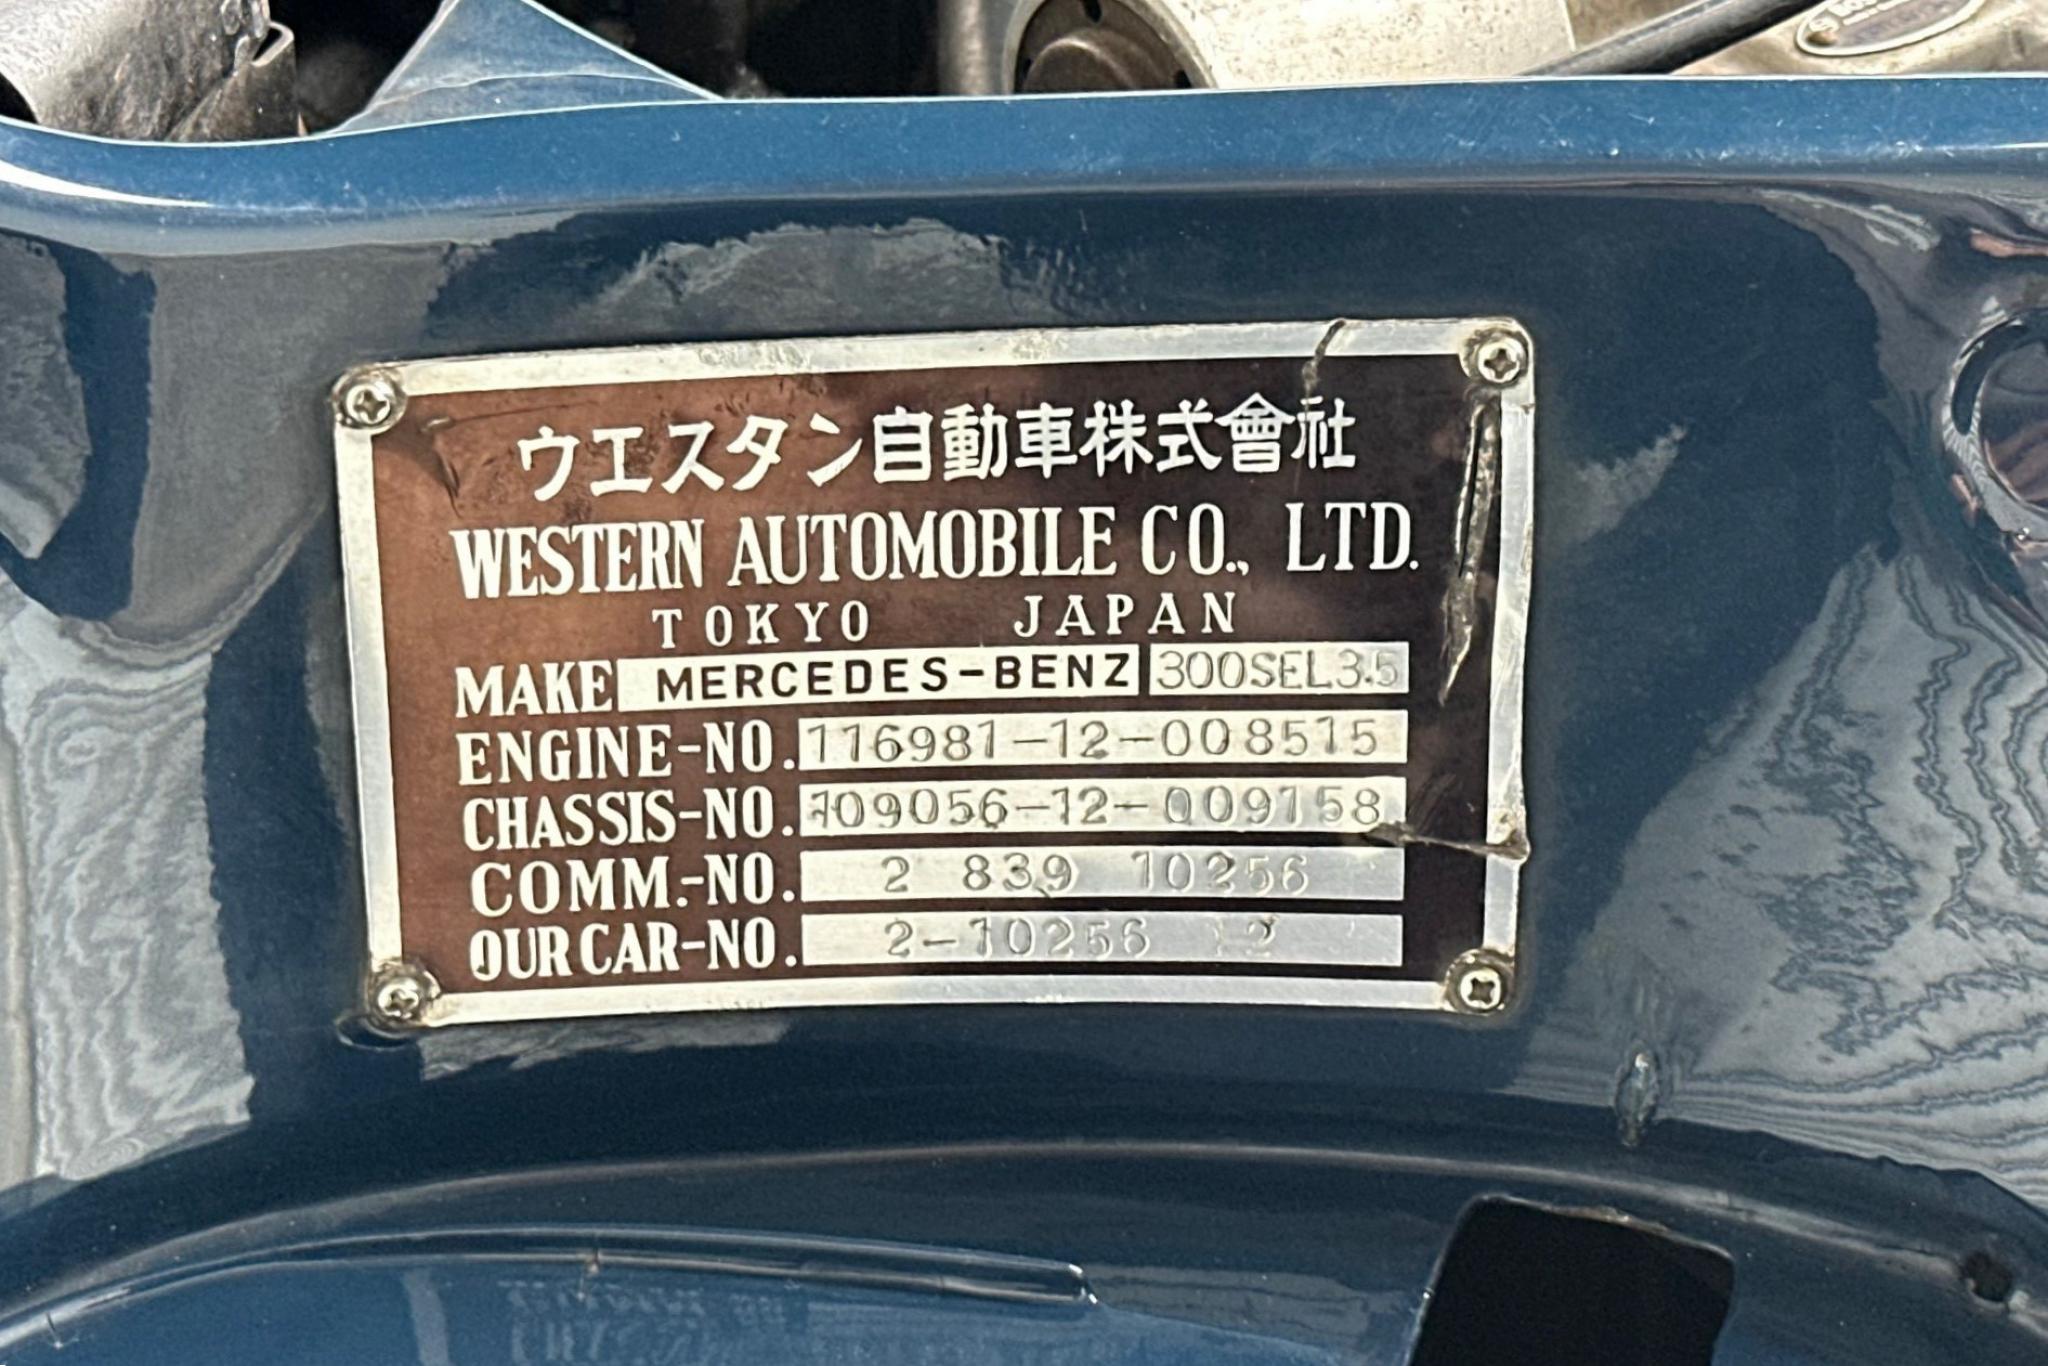 ウエスタン自動車株式會社
WESTERN AUTOMOBILE CO., LTD.
TOKYO JAPAN
MAKE MERCEDES-BENZ 300SEL3.5
ENGINE-NO. 116981-12-008515
CHASSIS-NO. 109056-12-009158
COMM.-NO. 2 839 10256
OUR CAR-NO. 2-10256 12